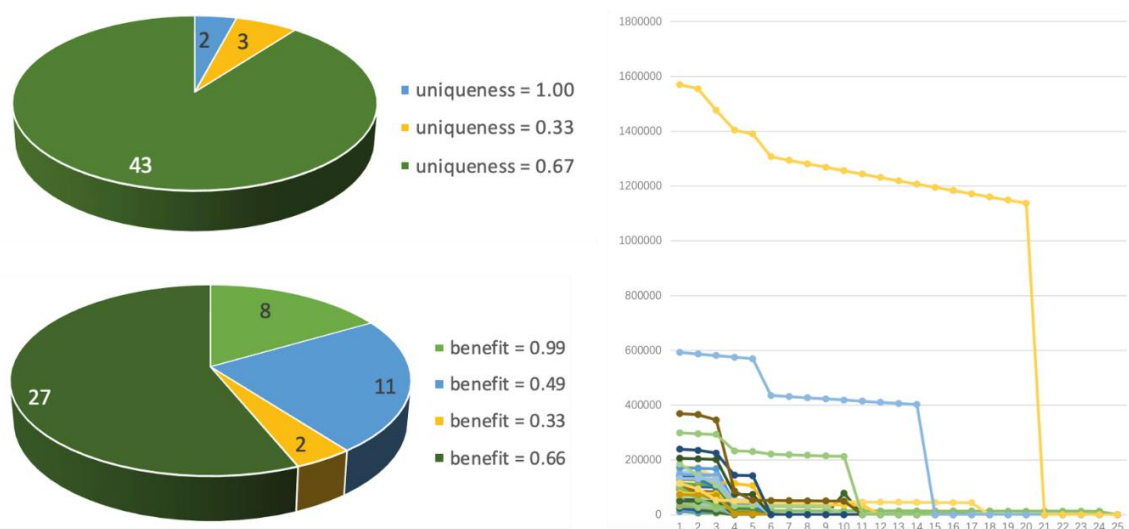 2
3
43
uniqueness = 1.00
uniqueness = 0.33
uniqueness = 0.67
8
11
2
27
benefit = 0.99
benefit = 0.49
benefit = 0.33
benefit = 0.66
1800000
1600000
1400000
1200000
1000000
800000
600000
400000
200000
0
1 2 3 4 5 6 7 8 9 10 11 12 13 14 15 16 17 18 19 20 21 22 23 24 25